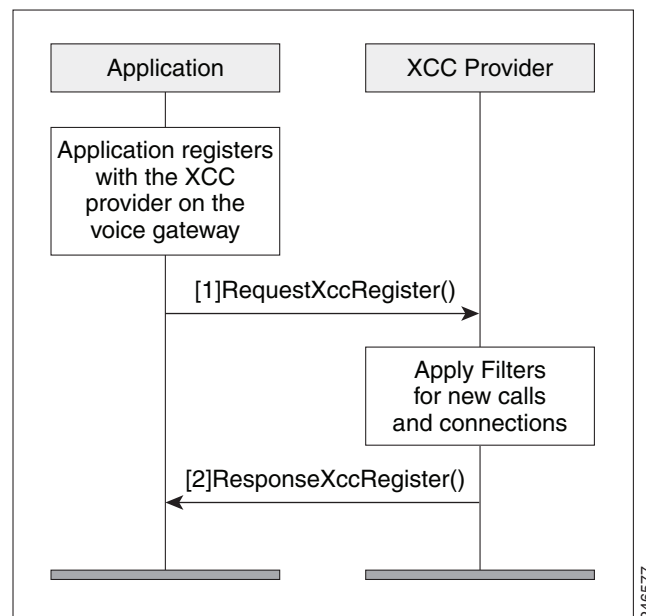 Application
XCC Provider
Application registers
with the XCC
provider on the
voice gateway
[1]RequestXccRegister()
Apply Filters
for new calls
and connections
[2]ResponseXccRegister()